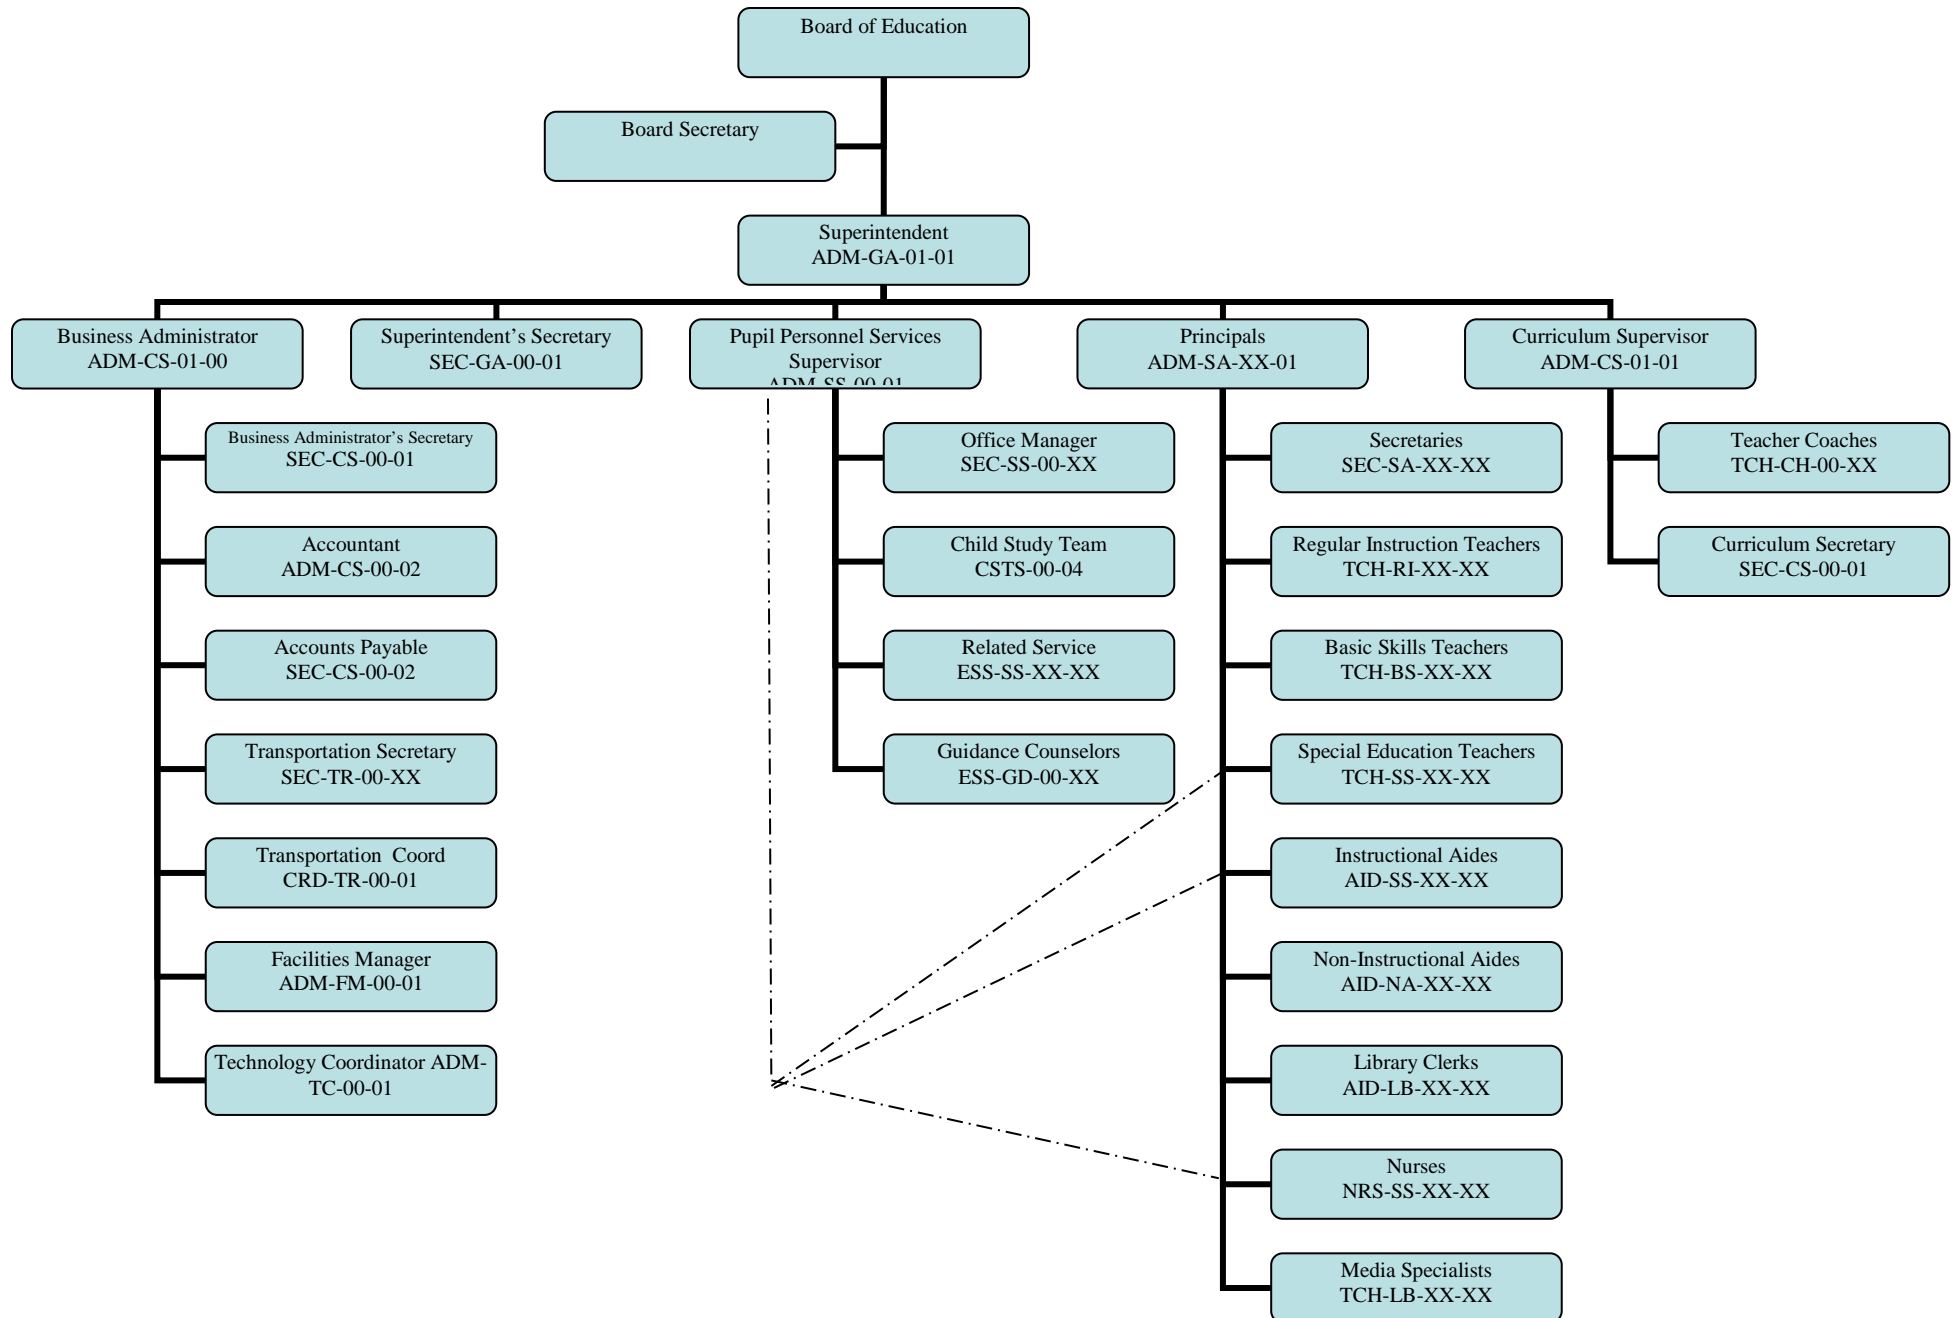 Board of Education
Board Secretary
Superintendent
ADM-GA-01-01
Business Administrator
ADM-CS-01-00
Superintendent’s Secretary
SEC-GA-00-01
Pupil Personnel Services
Supervisor
ADM-SS-00-01
Principals
ADM-SA-XX-01
Curriculum Supervisor
ADM-CS-01-01
Business Administrator’s Secretary
SEC-CS-00-01
Accountant
ADM-CS-00-02
Accounts Payable
SEC-CS-00-02
Transportation Secretary
SEC-TR-00-XX
Transportation  Coord
CRD-TR-00-01
Facilities Manager
ADM-FM-00-01
Technology Coordinator ADM-
TC-00-01
Office Manager
SEC-SS-00-XX
Child Study Team
CSTS-00-04
Related Service
ESS-SS-XX-XX
Guidance Counselors
ESS-GD-00-XX
Secretaries
SEC-SA-XX-XX
Regular Instruction Teachers
TCH-RI-XX-XX
Basic Skills Teachers
TCH-BS-XX-XX
Special Education Teachers
TCH-SS-XX-XX
Instructional Aides
AID-SS-XX-XX
Non-Instructional Aides
AID-NA-XX-XX
Library Clerks
AID-LB-XX-XX
Nurses
NRS-SS-XX-XX
Media Specialists
TCH-LB-XX-XX
Teacher Coaches
TCH-CH-00-XX
Curriculum Secretary
SEC-CS-00-01